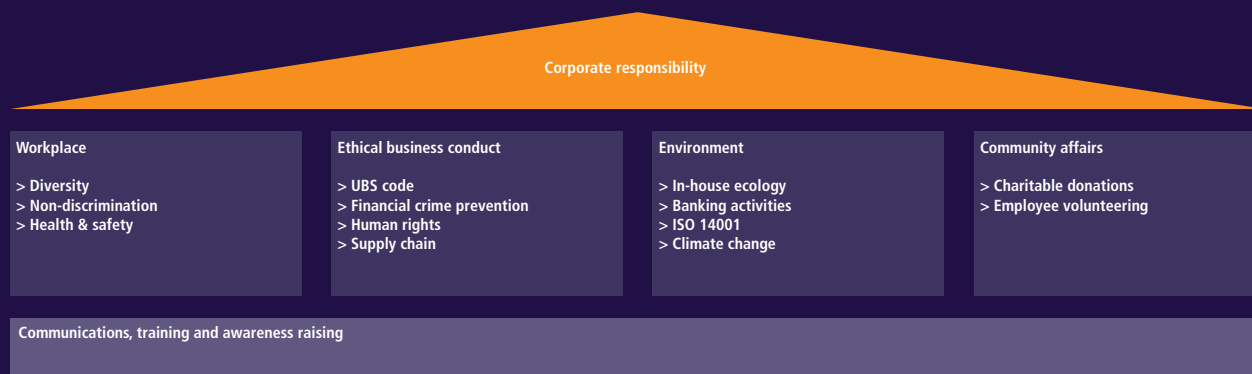 Corporate responsibility
Workplace
> Diversity
> Non-discrimination
> Health & safety
Ethical business conduct
> UBS code
> Financial crime prevention
> Human rights
> Supply chain
Environment
> In-house ecology
> Banking activities
> ISO 14001
> Climate change
Community affairs
> Charitable donations
> Employee volunteering
Communications, training and awareness raising